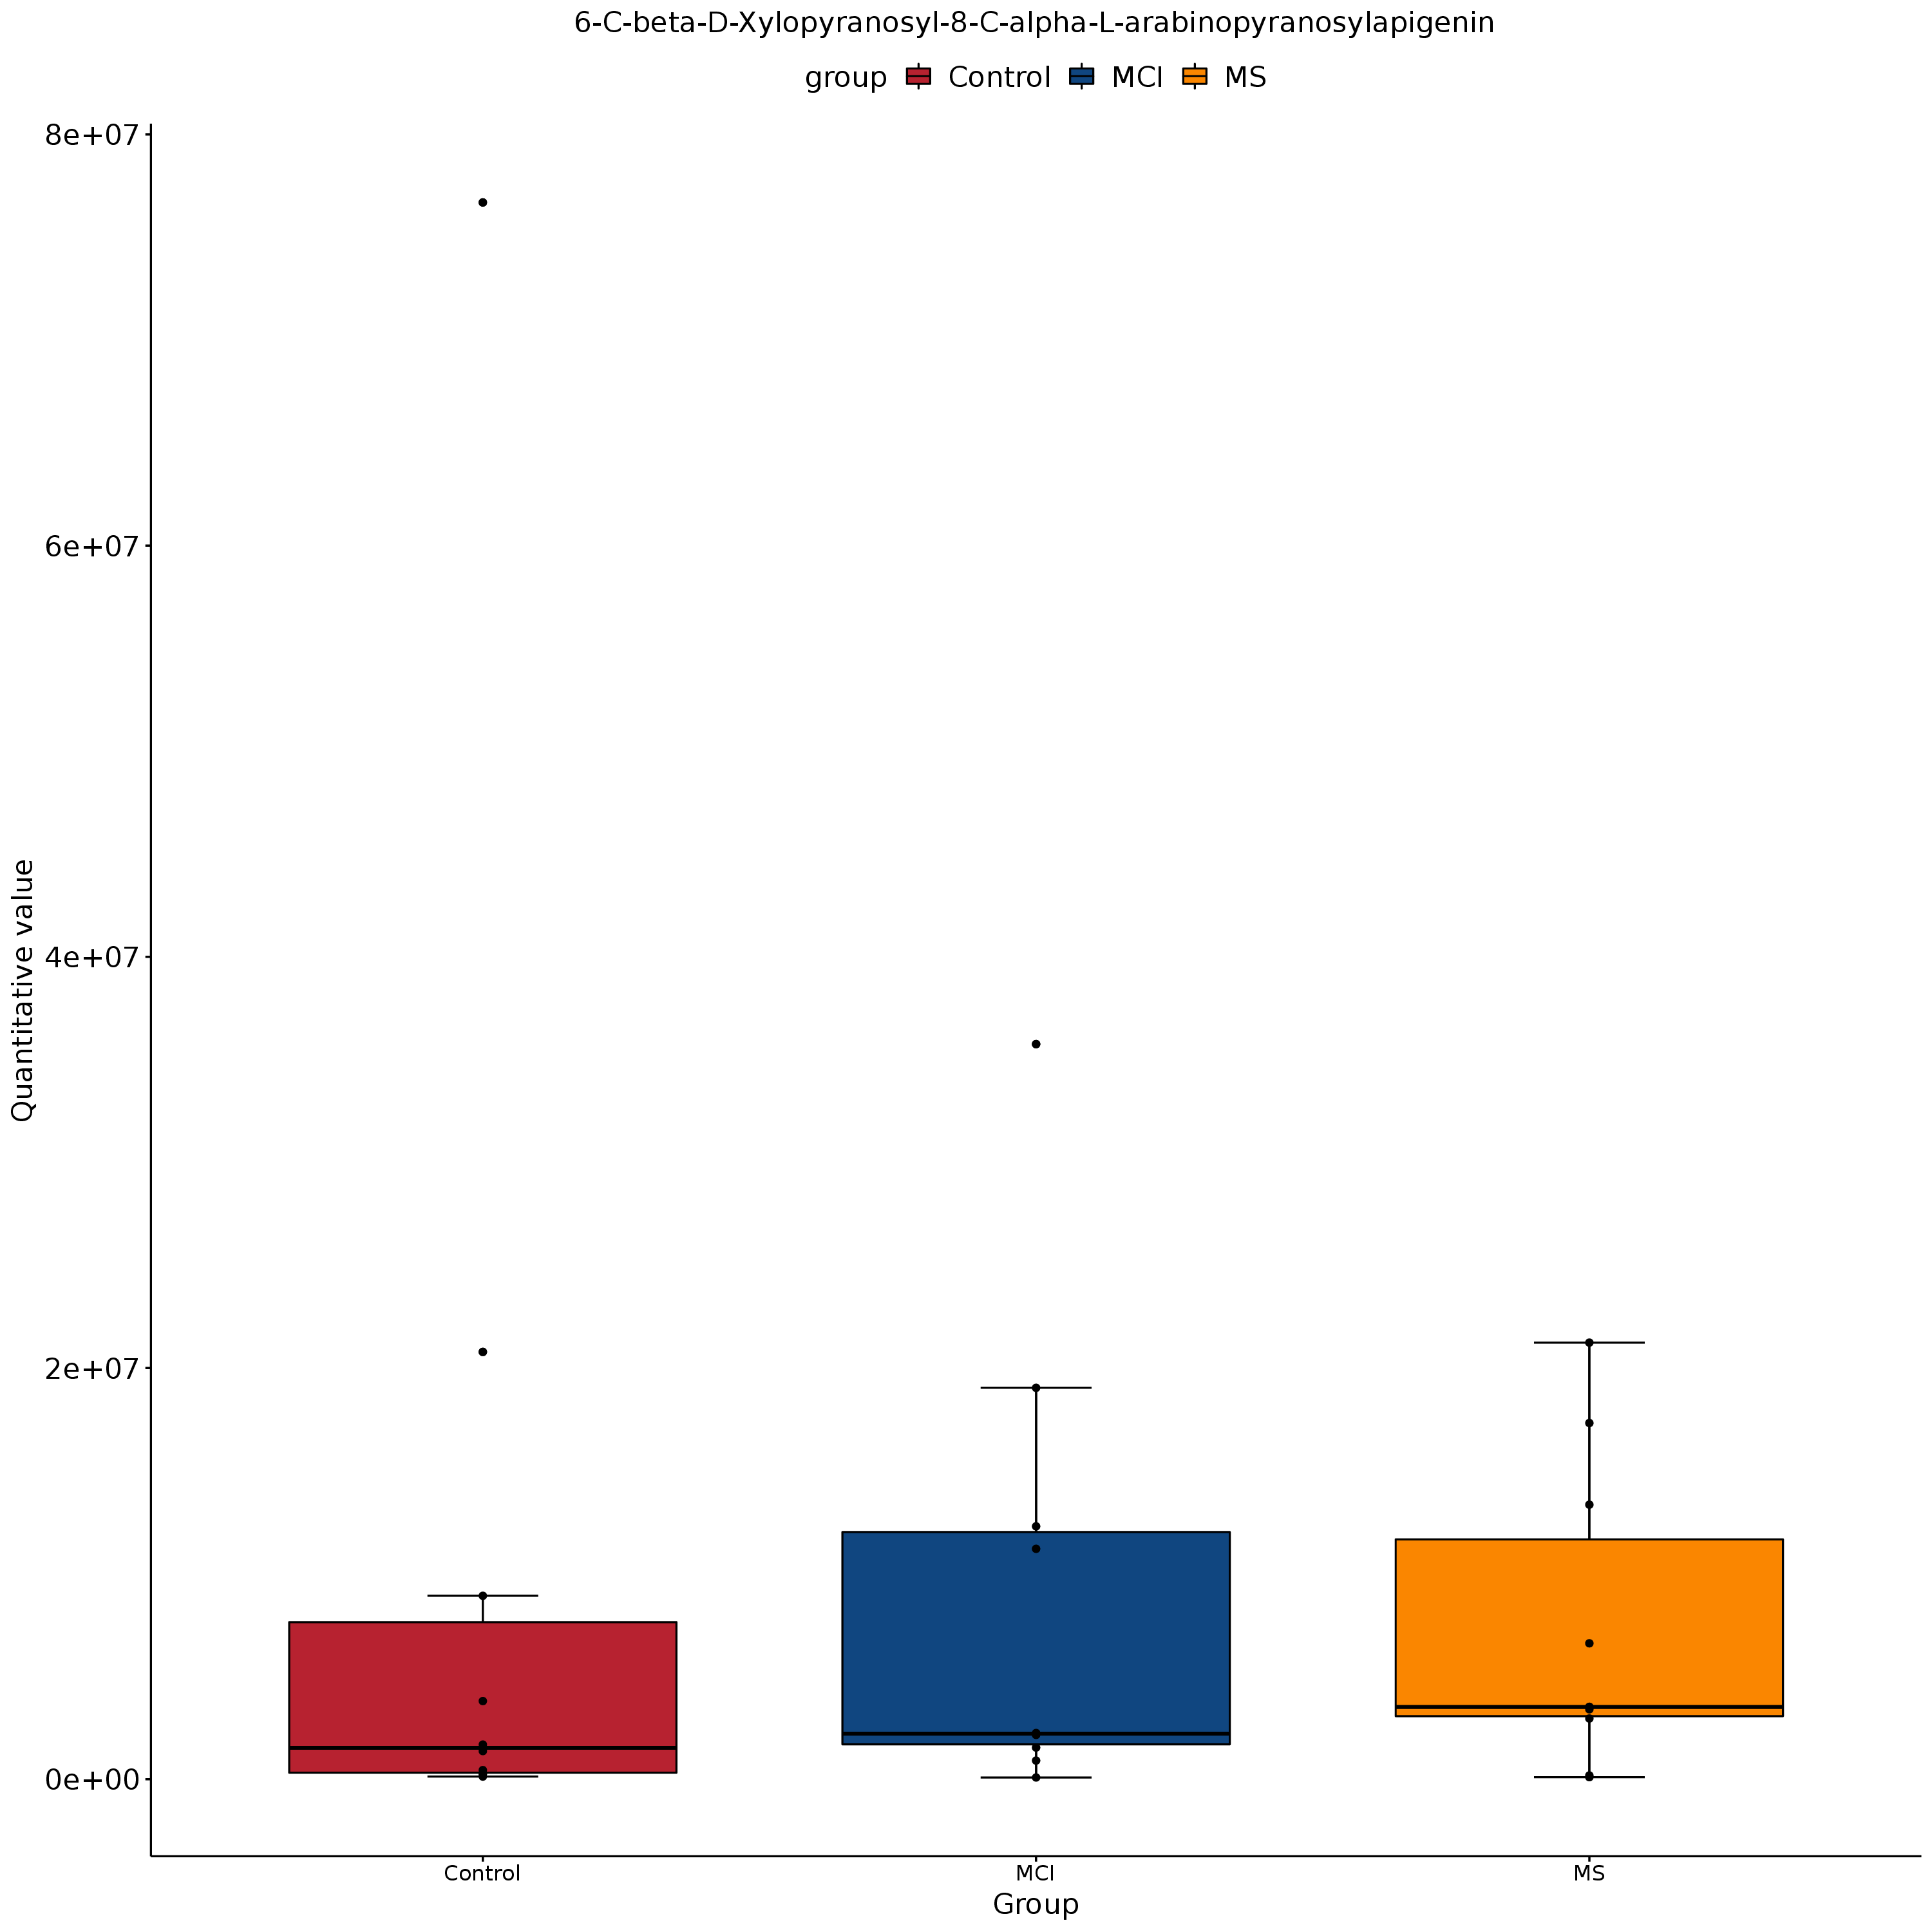 6-C-beta-D-Xylopyranosyl-8-C-alpha-L-arabinopyranosylapigenin
group Control MCI MS
8e+07
6e+07
4e+07
2e+07
0e+00
Quantitative value
Control MCI MS
Group